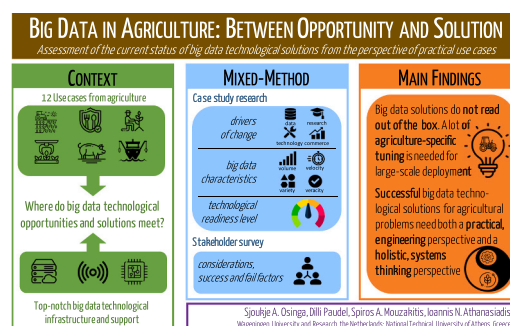 BIG DATA IN AGRICULTURE: BETWEEN OPPORTUNITY AND SOLUTION
Assessment of the current status of big data technological solutions from the perspective of practical use cases
CONTEXT
12 Use cases from agriculture
Where do big data technological
opportunities and solutions meet?
Top-notch big data technological
infrastructure and support
MIXED-METHOD
Case study research
drivers
of change
data
research
technology
commerce
big data
characteristics
volume
velocity
variety
veracity
technological
readiness level
Stakeholder survey
considerations,
success and fail factors
MAIN FINDINGS
Big data solutions do not read
out of the box. A lot of
agriculture-specific
tuning is needed for
large-scale deployment
Successful big data techno-
logical solutions for agricultural
problems need both a practical,
engineering perspective and a
holistic, systems
thinking perspective
Sjoukje A. Osinga, Dilli Paudel, Spiros A. Mouzakitis, Ioannis N. Athanasiadis
Wageningen University and Research, the Netherlands; National Technical University of Athens, Greece